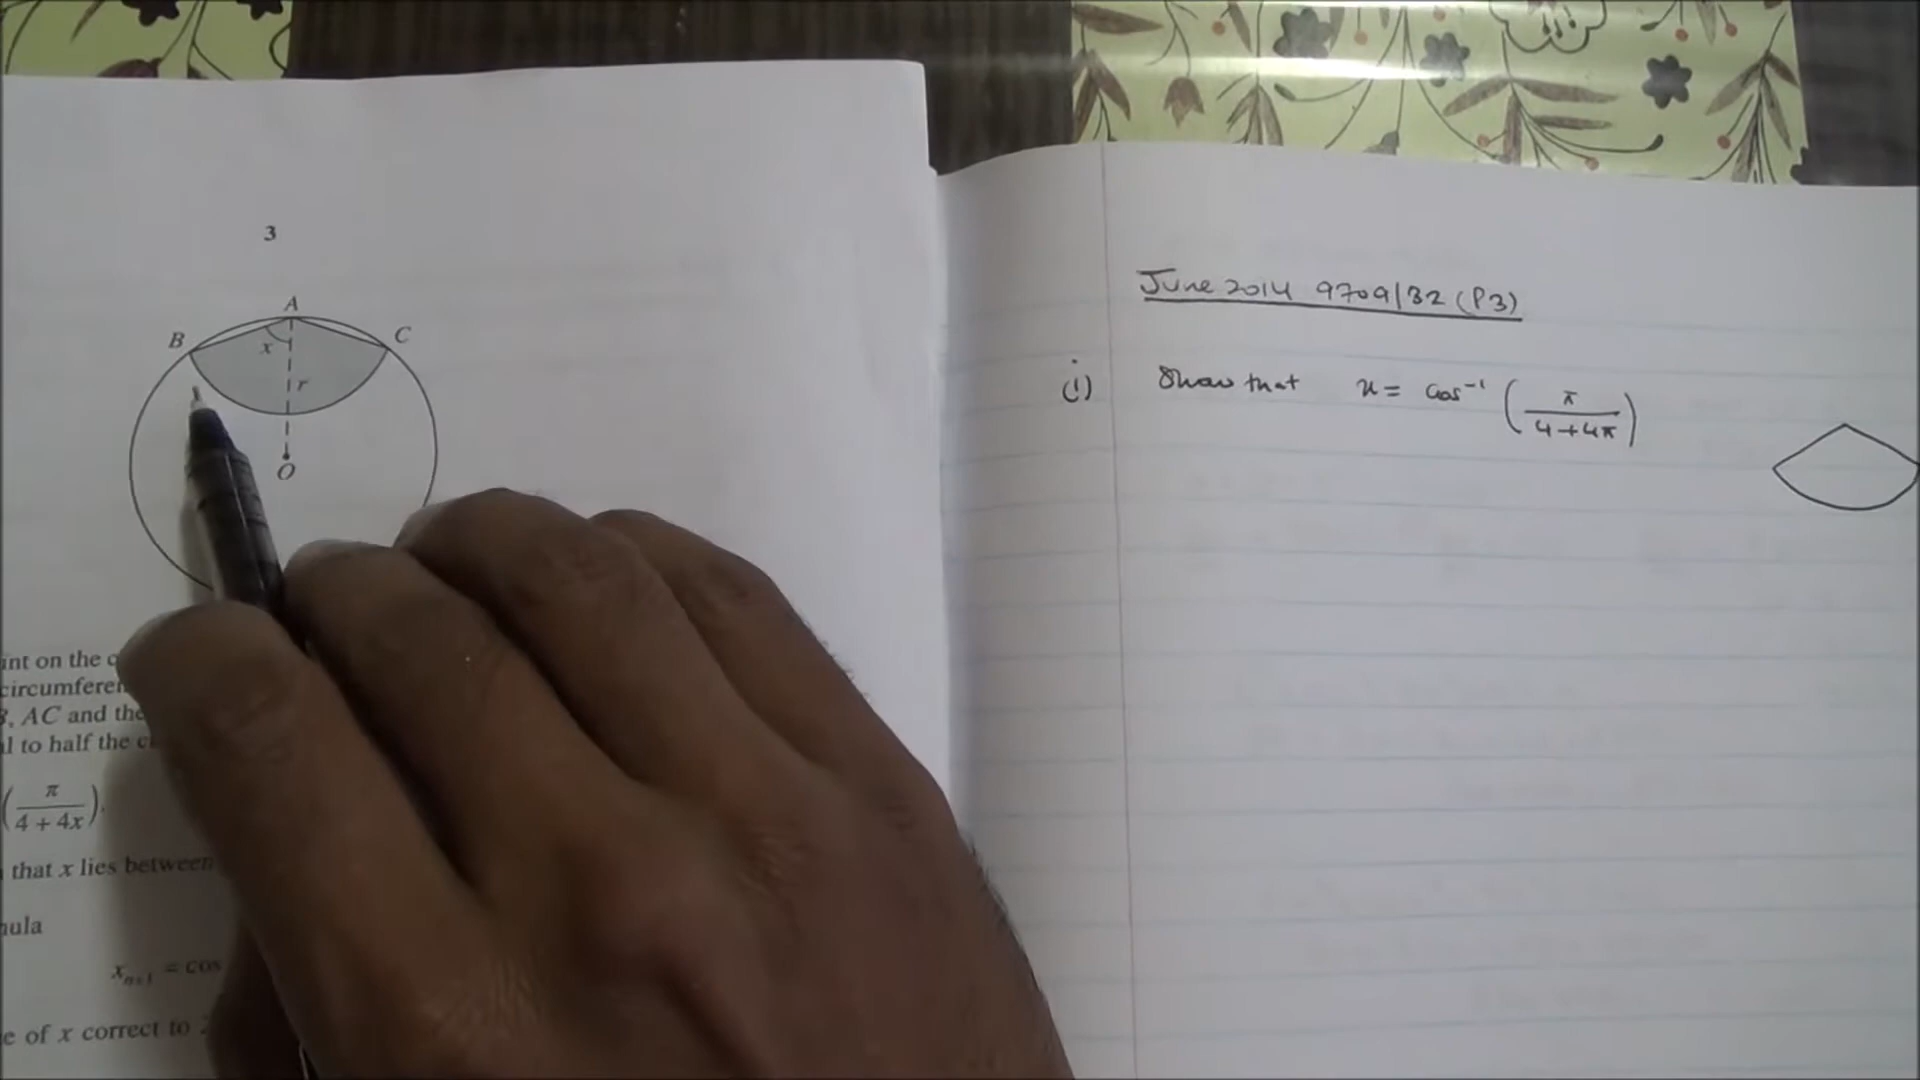 3
A
B
C
x
r
O
int on the
circumferen
, AC and the
l to half the c
(π / 4 + 4x).
that x lies between
ula
x_{n+1} = cos
e of x correct to 2
June 2014 9709/32 (P3)
(i) Show that x = cos⁻¹ (π / 4+4π)